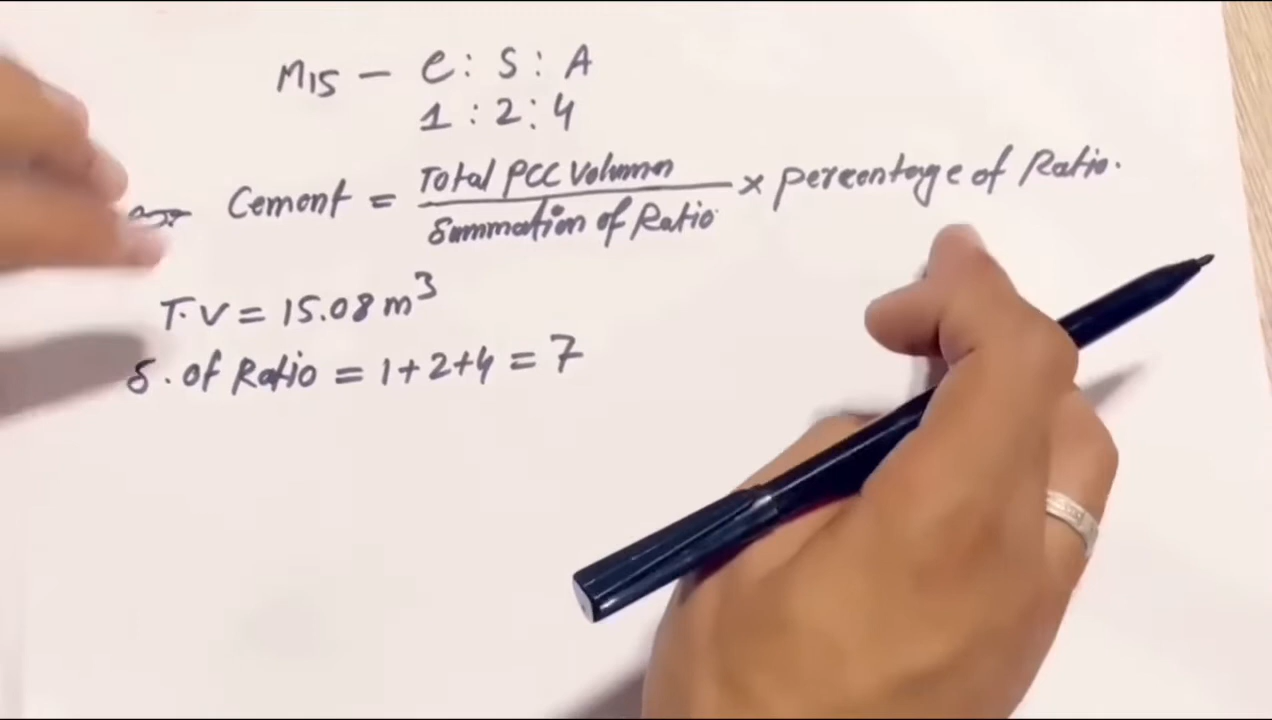 M15 - C : S : A
1 : 2 : 4
Cement = Total PCC Volumn / Summation of Ratio × percentage of Ratio.
T.V = 15.08 m³
S. of Ratio = 1+2+4 = 7